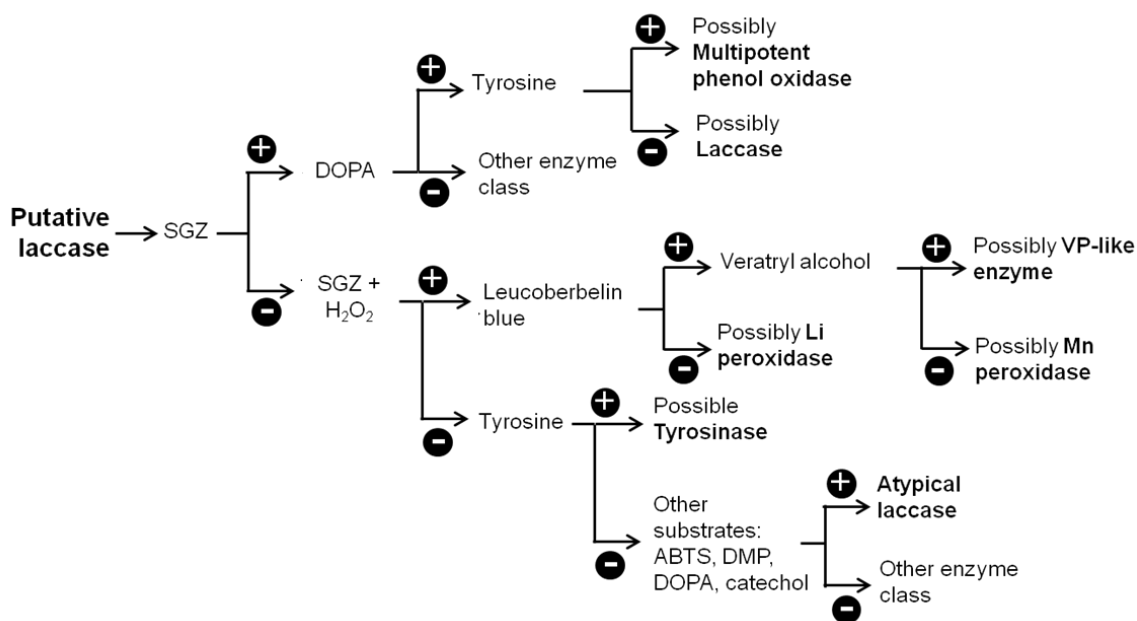 Putative
laccase
SGZ
+
DOPA
+
Tyrosine
+
Possibly
Multipotent
phenol oxidase
-
Possibly
Laccase
-
Other enzyme
class
-
SGZ +
H₂O₂
+
Leucoberbelin
blue
+
Veratryl alcohol
+
Possibly VP-like
enzyme
-
Possibly Mn
peroxidase
-
Possibly Li
peroxidase
-
Tyrosine
+
Possible
Tyrosinase
-
Other
substrates:
ABTS, DMP,
DOPA, catechol
+
Atypical
laccase
-
Other enzyme
class